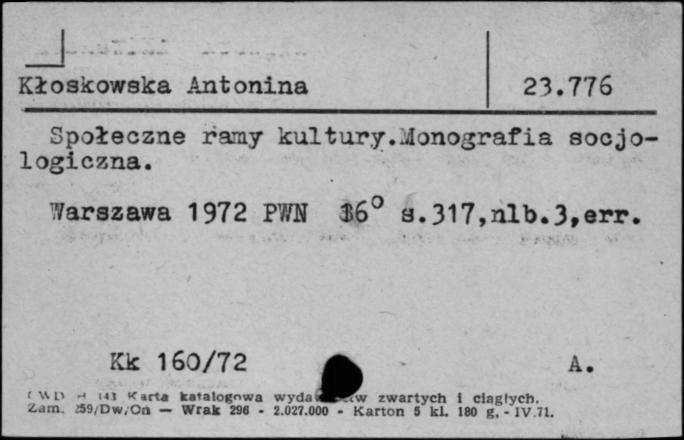 Kłoskowska Antonina 23.776
Społeczne ramy kultury.Monografia socjo-
logiczna.
Warszawa 1972 PWN 16° s.317,nlb.3,err.
Kk 160/72 A.
CWD H 143 Karta katalogowa zwartych i ciągłych.
Zam. 259/Dw/On — Wrak 296 - 2.027.000 - Karton 5 kl. 180 g, - IV.71.